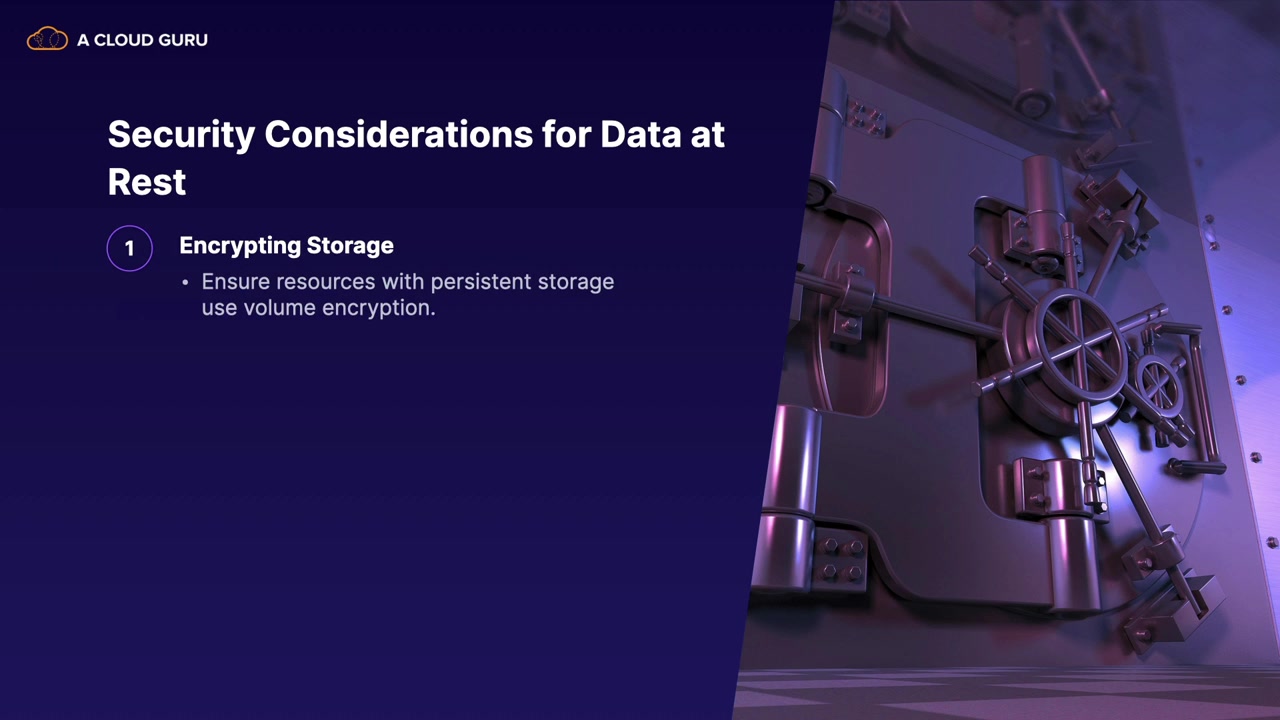 A CLOUD GURU
Security Considerations for Data at
Rest
1
Encrypting Storage
• Ensure resources with persistent storage
use volume encryption.